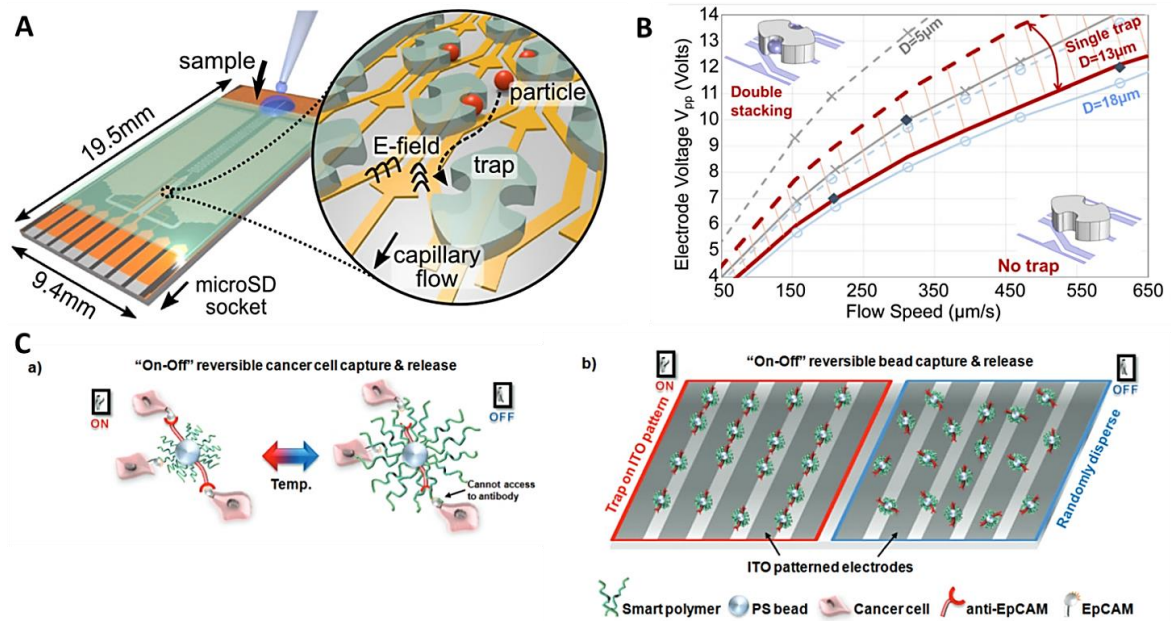 A
sample
19.5mm
9.4mm
microSD
socket
particle
E-field
trap
capillary
flow
B
Electrode Voltage Vpp (Volts)
14
13
12
11
10
9
8
7
6
5
4
D=5µm
Single trap
D=13µm
D=18µm
Double
stacking
No trap
50
150
250
350
450
550
650
Flow Speed (µm/s)
C
a)
"On-Off" reversible cancer cell capture & release
ON
OFF
Temp.
Cannot access
to antibody
b)
"On-Off" reversible bead capture & release
ON
OFF
Trap on ITO pattern
Randomly disperse
ITO patterned electrodes
Smart polymer
PS bead
Cancer cell
anti-EpCAM
EpCAM